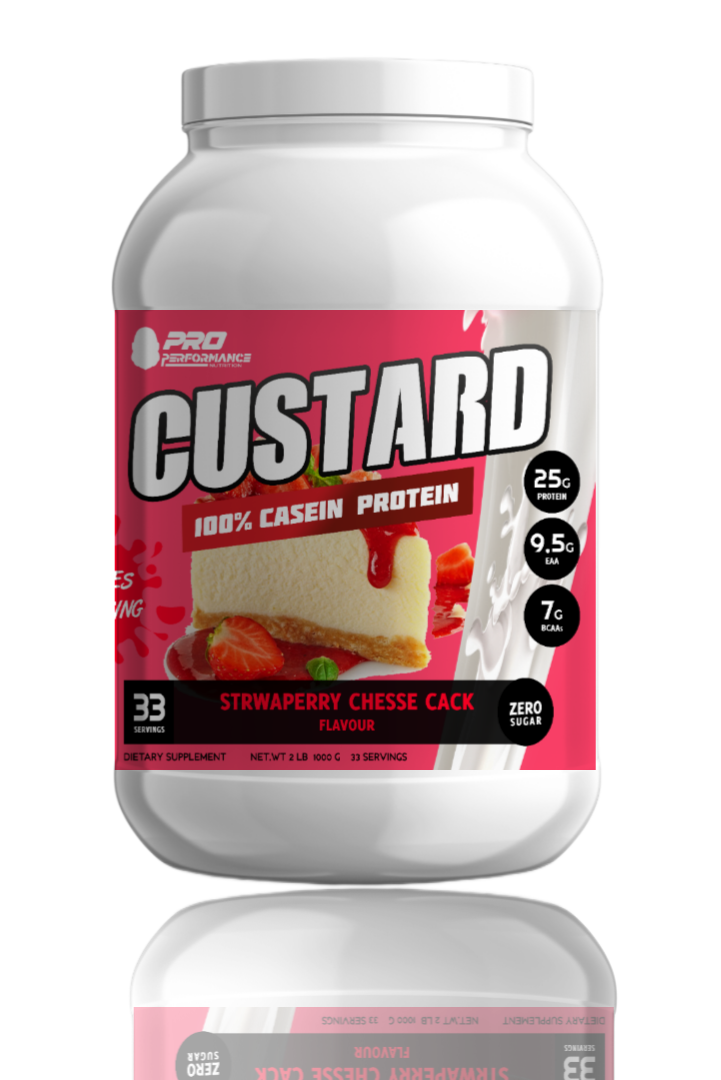 PRO
PERFORMANCE
NUTRITION
CUSTARD
100% CASEIN PROTEIN
25G
PROTEIN
9.5G
EAA
7G
BCAAs
33
SERVINGS
STRWAPERRY CHESSE CACK
FLAVOUR
ZERO
SUGAR
DIETARY SUPPLEMENT NET.WT 2 LB 1000 G 33 SERVINGS